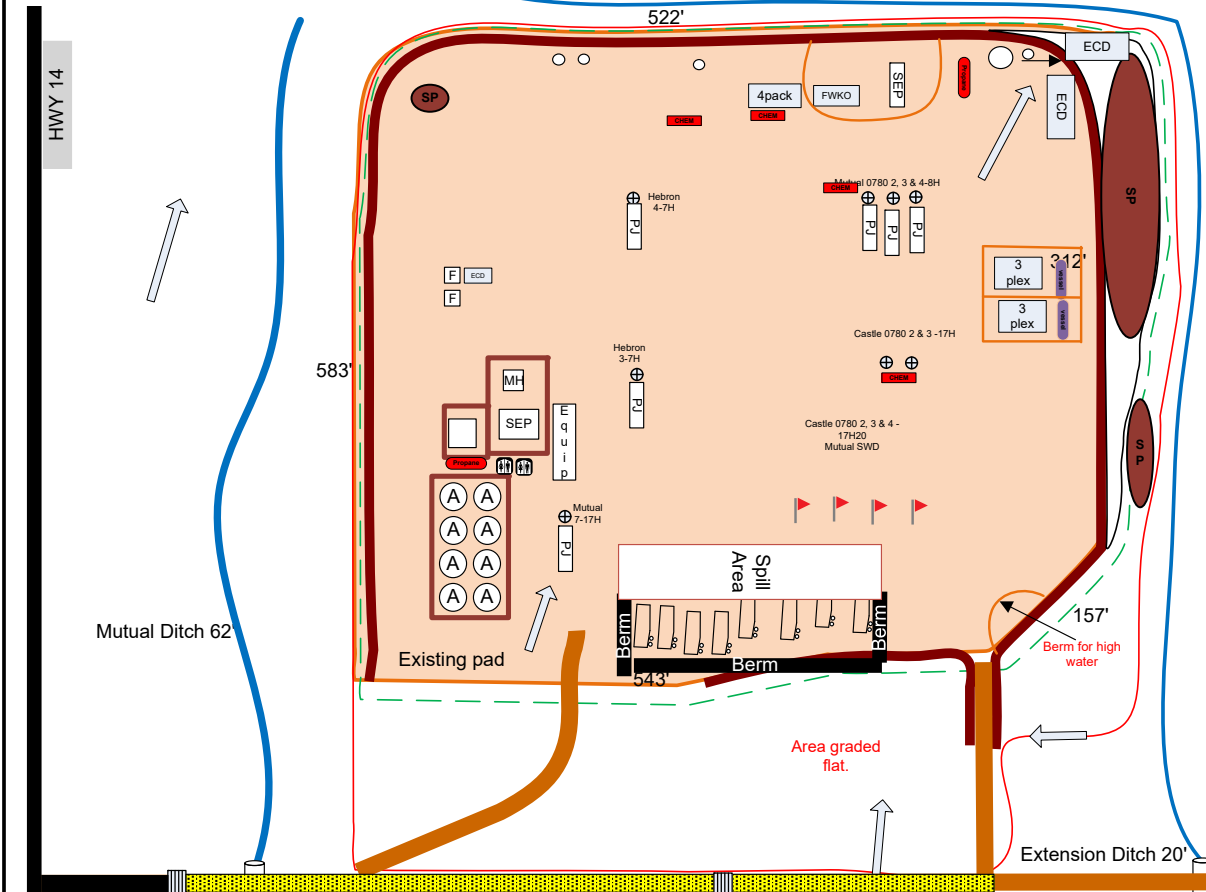 522'
HWY 14
ECD
ECD
SP
SEP
Propane
4pack
FWKO
CHEM
CHEM
CHEM
Mutual 0780 2, 3 & 4-8H
Hebron
4-7H
PJ
PJ
PJ
PJ
SP
F
ECD
F
312'
3
plex
vessel
3
plex
vessel
Castle 0780 2 & 3 -17H
CHEM
Hebron
3-7H
PJ
583'
MH
SEP
Equip
Propane
Castle 0780 2, 3 & 4 -
17H20
Mutual SWD
SP
A A
A A
A A
A A
Mutual
7-17H
PJ
Spill
Area
Berm
Berm
Berm
157'
Berm for high
water
Mutual Ditch 62'
Existing pad
543'
Area graded
flat.
Extension Ditch 20'